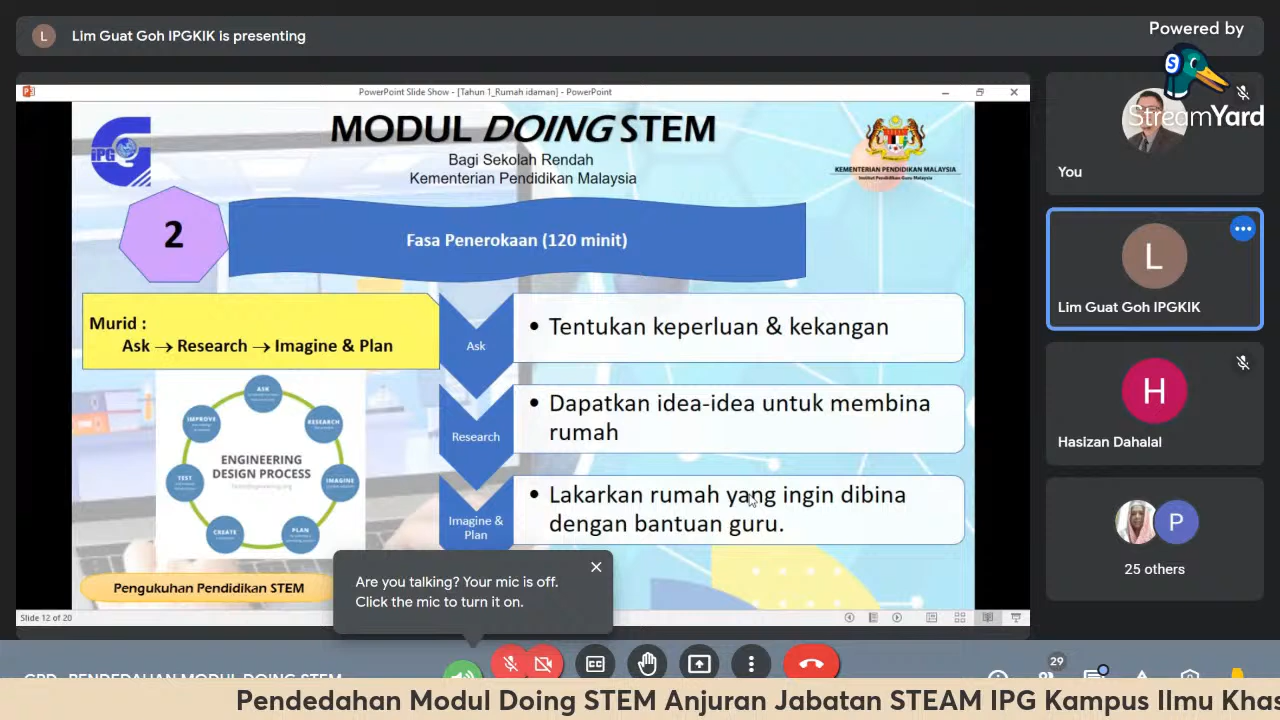 Lim Guat Goh IPGKIK is presenting
Powered by
StreamYard
PowerPoint Slide Show - [Tahun 1_Rumah idaman] - PowerPoint
MODUL DOING STEM
Bagi Sekolah Rendah
Kementerian Pendidikan Malaysia
IPG
KEMENTERIAN PENDIDIKAN MALAYSIA
Institut Pendidikan Guru Malaysia
2
Fasa Penerokaan (120 minit)
Murid :
Ask → Research → Imagine & Plan
Ask
• Tentukan keperluan & kekangan
Research
• Dapatkan idea-idea untuk membina
rumah
Imagine &
Plan
• Lakarkan rumah yang ingin dibina
dengan bantuan guru.
ENGINEERING
DESIGN PROCESS
ASK
RESEARCH
IMAGINE
PLAN
CREATE
TEST
IMPROVE
Pengukuhan Pendidikan STEM
Are you talking? Your mic is off.
Click the mic to turn it on.
Slide 12 of 20
L
You
L
Lim Guat Goh IPGKIK
H
Hasizan Dahalal
P
25 others
29
Pendedahan Modul Doing STEM Anjuran Jabatan STEAM IPG Kampus Ilmu Khas